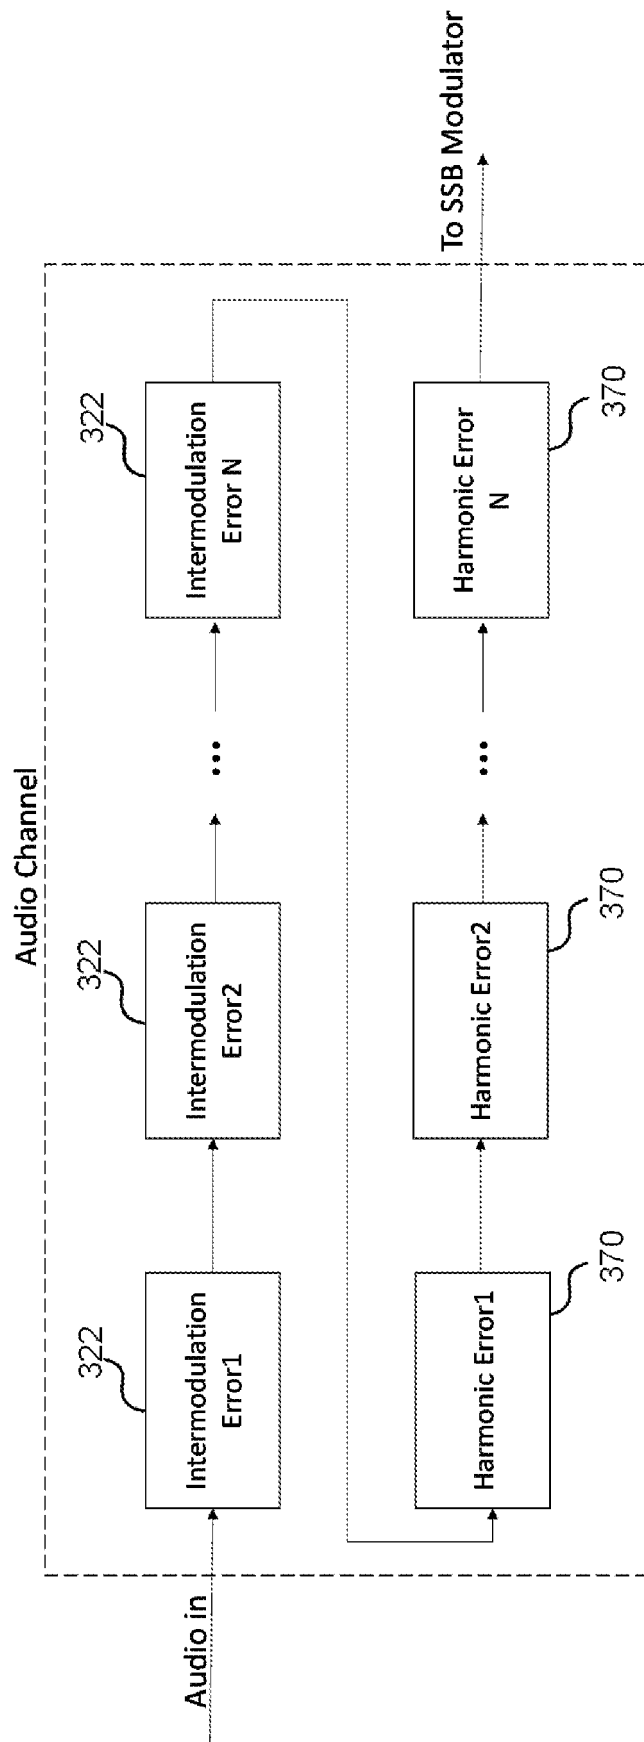 Audio Channel
Audio in
322
Intermodulation
Error1
322
Intermodulation
Error2
...
322
Intermodulation
Error N
Harmonic Error1
370
Harmonic Error2
370
...
Harmonic Error
N
370
To SSB Modulator